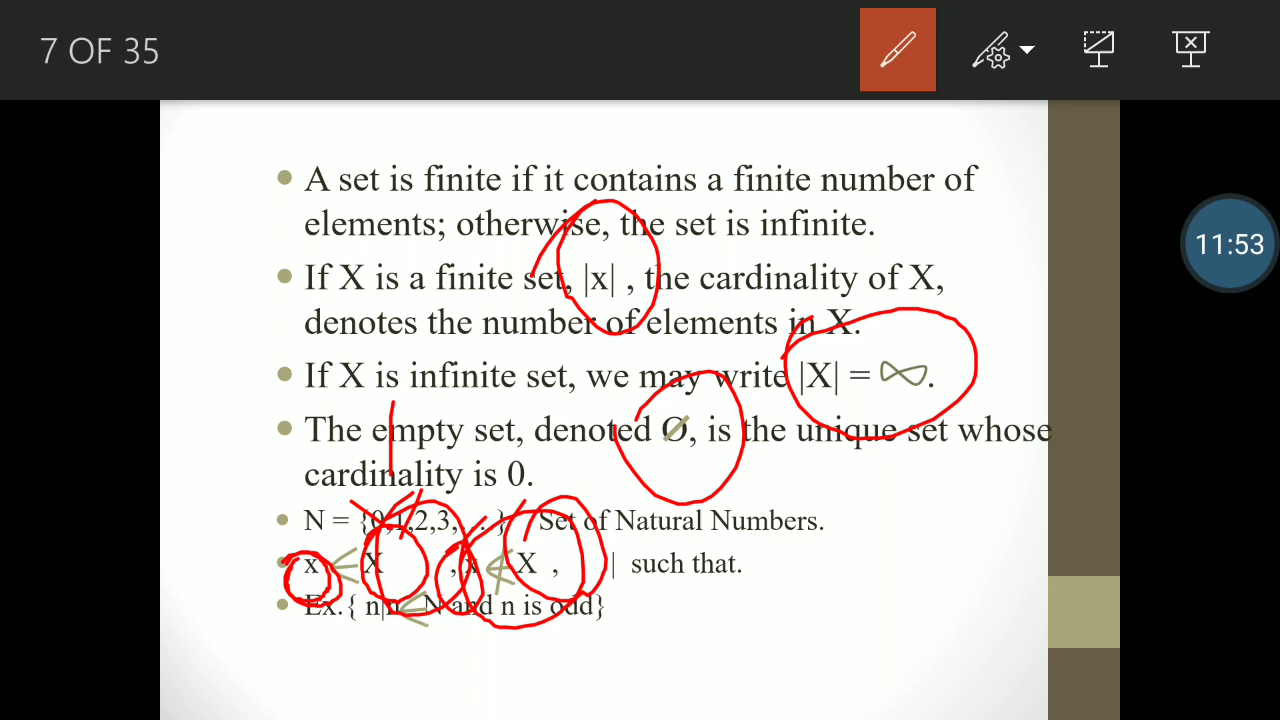 7 OF 35
11:53
A set is finite if it contains a finite number of
elements; otherwise, the set is infinite.
If X is a finite set, |x| , the cardinality of X,
denotes the number of elements in X.
If X is infinite set, we may write |X| = ∞.
The empty set, denoted Ø, is the unique set whose
cardinality is 0.
N = {0,1,2,3,… } Set of Natural Numbers.
x ∈ X , x ∉ X , | such that.
Ex.{ n|n ∈ N and n is odd}